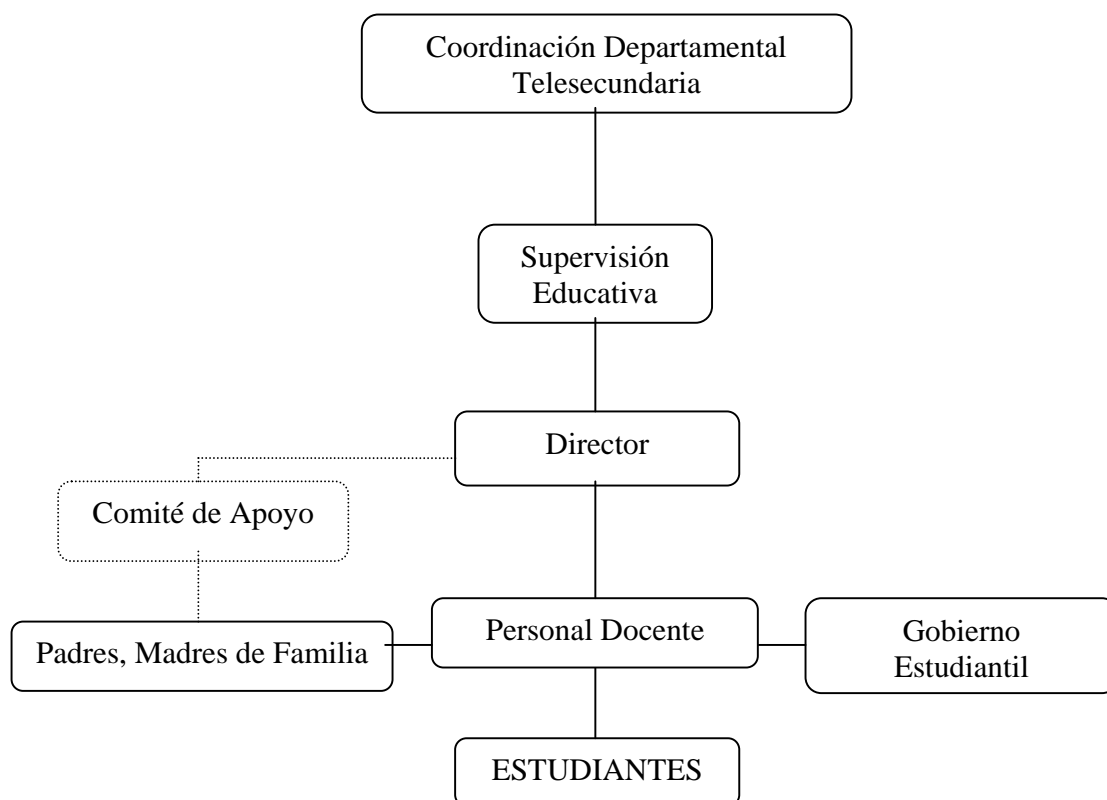 Coordinación Departamental
Telesecundaria
Supervisión
Educativa
Director
Comité de Apoyo
Padres, Madres de Familia
Personal Docente
Gobierno
Estudiantil
ESTUDIANTES